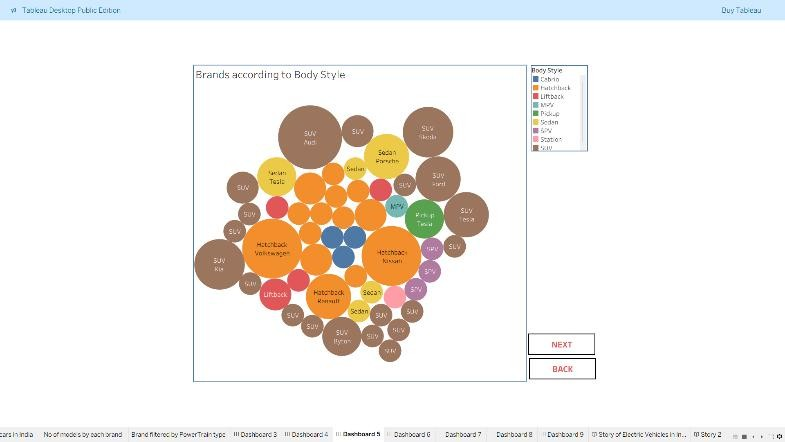 Tableau Desktop Public Edition
Buy Tableau
Brands according to Body Style
Body Style
Cabrio
Hatchback
Liftback
MPV
Pickup
Sedan
SPV
Station
SUV
SUV
Audi
SUV
SUV
Skoda
Sedan
Porsche
Sedan
Sedan
Tesla
SUV
SUV
SUV
Ford
SUV
MPV
SUV
Tesla
Pickup
Tesla
SUV
Hatchback
Volkswagen
Hatchback
Nissan
SPV
SUV
SUV
Kia
SPV
SUV
Liftback
Hatchback
Renault
Sedan
SPV
Sedan
SUV
SUV
SUV
SUV
SUV
Byton
SUV
SUV
SUV
NEXT
BACK
cars in India
No of models by each brand
Brand filtered by PowerTrain type
Dashboard 3
Dashboard 4
Dashboard 5
Dashboard 6
Dashboard 7
Dashboard 8
Dashboard 9
Story of Electric Vehicles in In...
Story 2